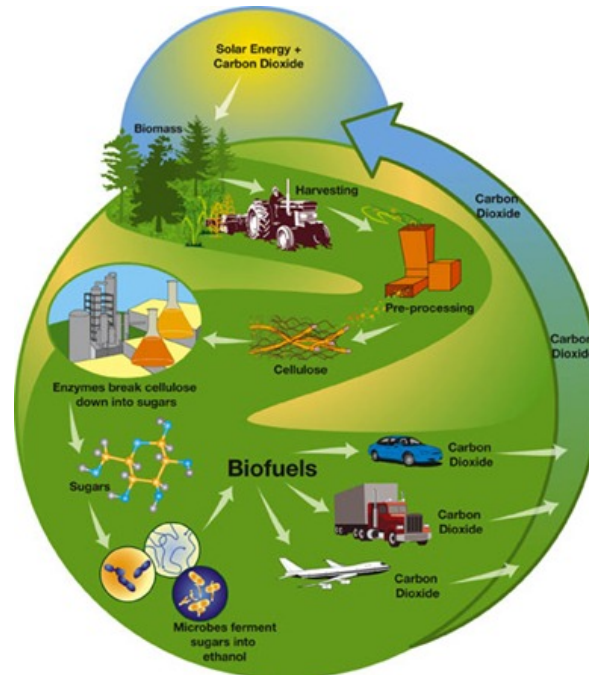 Solar Energy +
Carbon Dioxide
Biomass
Harvesting
Carbon
Dioxide
Pre-processing
Carbon
Dioxide
Cellulose
Enzymes break cellulose
down into sugars
Sugars
Biofuels
Carbon
Dioxide
Carbon
Dioxide
Carbon
Dioxide
Microbes ferment
sugars into
ethanol